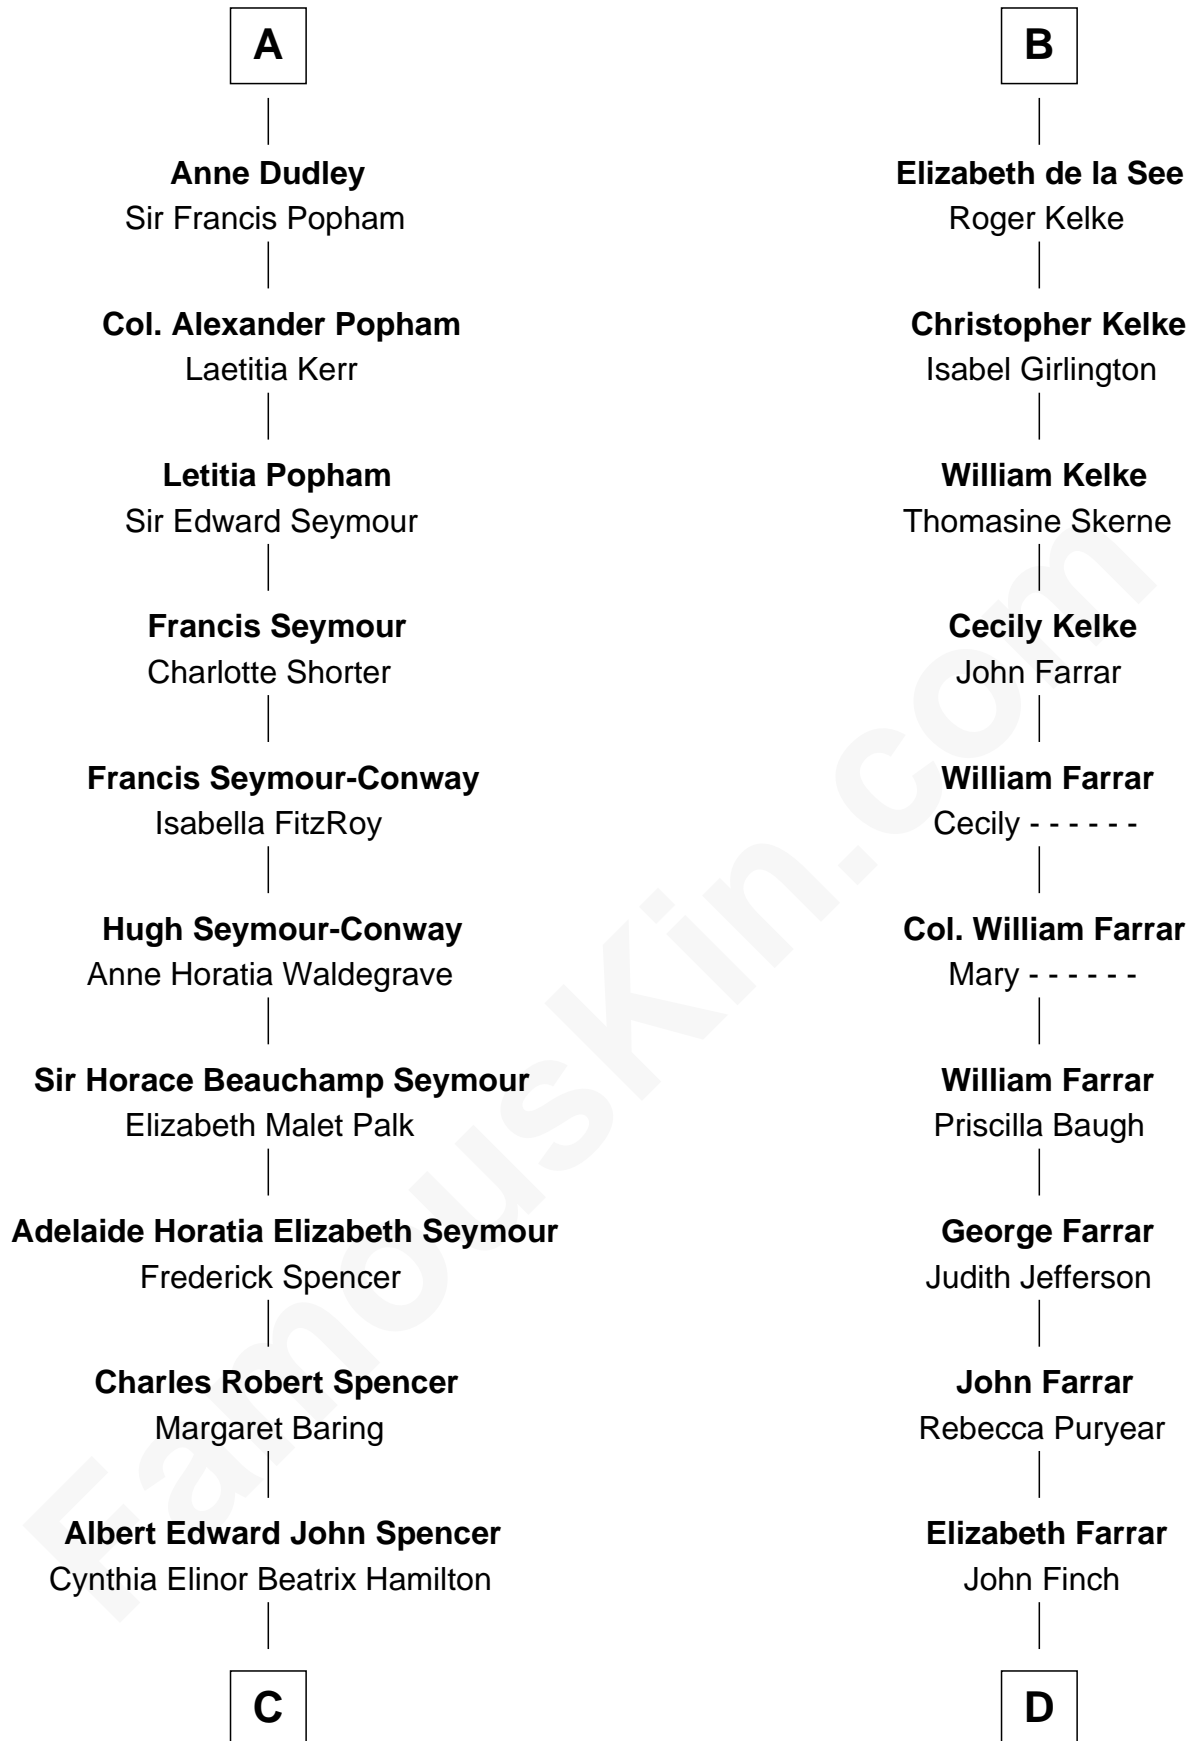 A
Anne Dudley
Sir Francis Popham
Col. Alexander Popham
Laetitia Kerr
Letitia Popham
Sir Edward Seymour
Francis Seymour
Charlotte Shorter
Francis Seymour-Conway
Isabella FitzRoy
Hugh Seymour-Conway
Anne Horatia Waldegrave
Sir Horace Beauchamp Seymour
Elizabeth Malet Palk
Adelaide Horatia Elizabeth Seymour
Frederick Spencer
Charles Robert Spencer
Margaret Baring
Albert Edward John Spencer
Cynthia Elinor Beatrix Hamilton
C
B
Elizabeth de la See
Roger Kelke
Christopher Kelke
Isabel Girlington
William Kelke
Thomasine Skerne
Cecily Kelke
John Farrar
William Farrar
Cecily - - - - - -
Col. William Farrar
Mary - - - - - -
William Farrar
Priscilla Baugh
George Farrar
Judith Jefferson
John Farrar
Rebecca Puryear
Elizabeth Farrar
John Finch
D
FamousKin.com